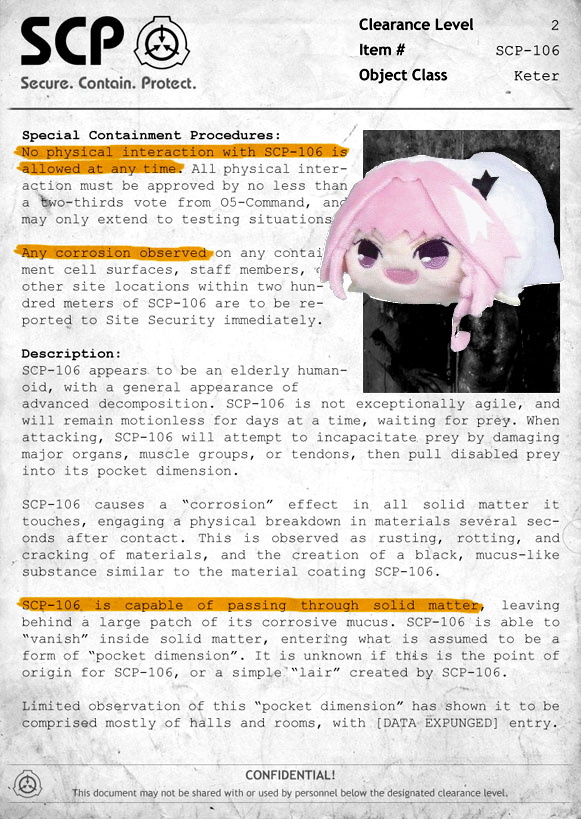 SCP
Secure. Contain. Protect.
Clearance Level 2
Item # SCP-106
Object Class Keter
Special Containment Procedures:
No physical interaction with SCP-106 is
allowed at any time. All physical inter-
action must be approved by no less than
a two-thirds vote from O5-Command, and
may only extend to testing situations
Any corrosion observed on any contai
ment cell surfaces, staff members,
other site locations within two hun-
dred meters of SCP-106 are to be re-
ported to Site Security immediately.
Description:
SCP-106 appears to be an elderly human-
oid, with a general appearance of
advanced decomposition. SCP-106 is not exceptionally agile, and
will remain motionless for days at a time, waiting for prey. When
attacking, SCP-106 will attempt to incapacitate prey by damaging
major organs, muscle groups, or tendons, then pull disabled prey
into its pocket dimension.
SCP-106 causes a “corrosion” effect in all solid matter it
touches, engaging a physical breakdown in materials several sec-
onds after contact. This is observed as rusting, rotting, and
cracking of materials, and the creation of a black, mucus-like
substance similar to the material coating SCP-106.
SCP-106 is capable of passing through solid matter, leaving
behind a large patch of its corrosive mucus. SCP-106 is able to
“vanish” inside solid matter, entering what is assumed to be a
form of “pocket dimension”. It is unknown if this is the point of
origin for SCP-106, or a simple “lair” created by SCP-106.
Limited observation of this “pocket dimension” has shown it to be
comprised mostly of halls and rooms, with [DATA EXPUNGED] entry.
CONFIDENTIAL!
This document may not be shared with or used by personnel below the designated clearance level.